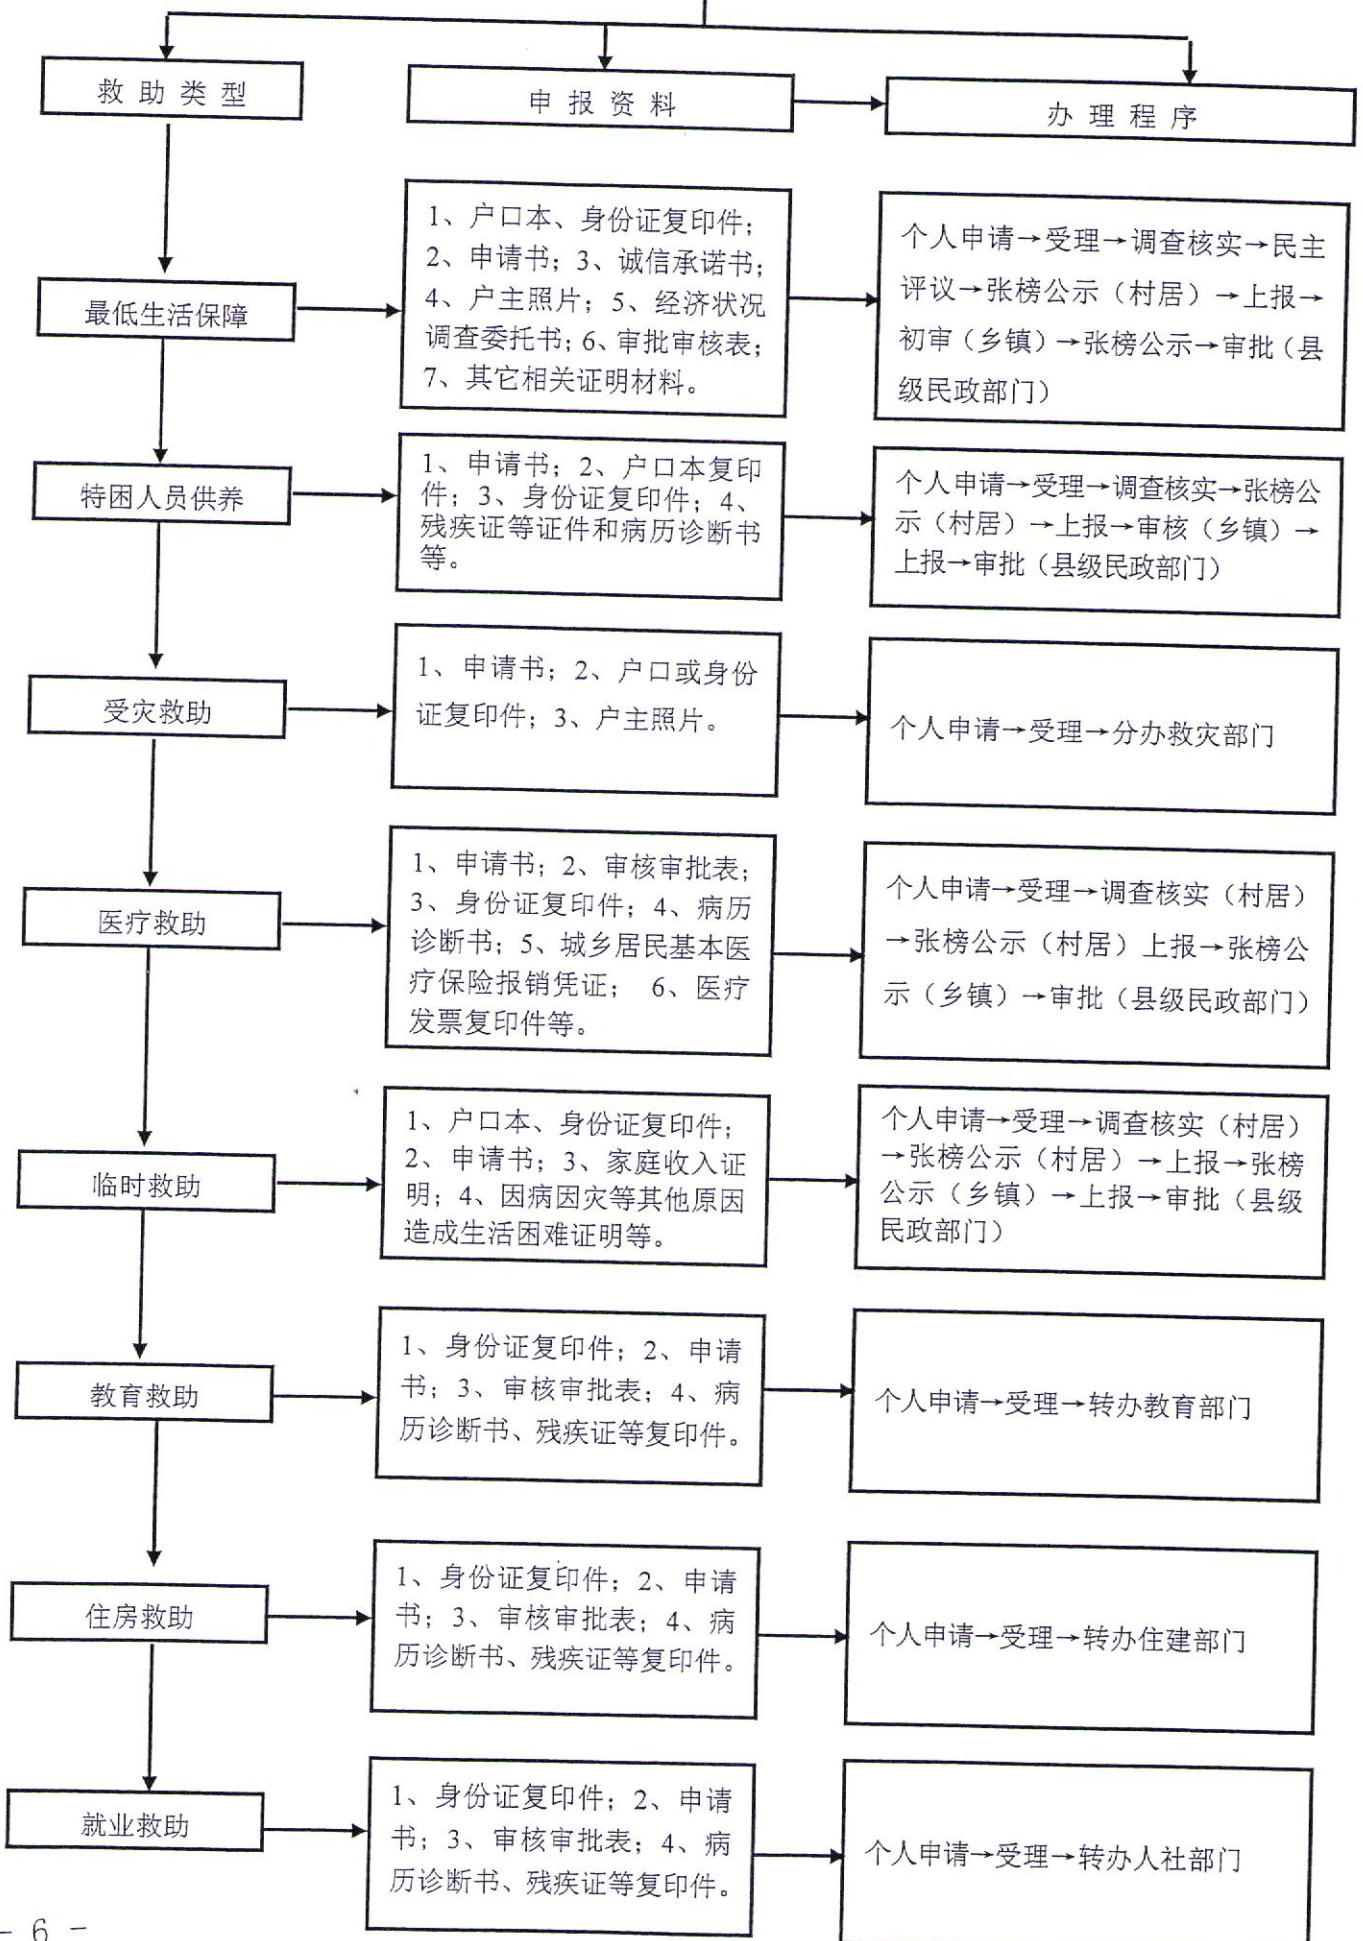 救助类型
申报资料
办理程序
最低生活保障
1、户口本、身份证复印件；
2、申请书；3、诚信承诺书；
4、户主照片；5、经济状况
调查委托书；6、审批审核表；
7、其它相关证明材料。
个人申请→受理→调查核实→民主
评议→张榜公示（村居）→上报→
初审（乡镇）→张榜公示→审批（县
级民政部门）
特困人员供养
1、申请书；2、户口本复印
件；3、身份证复印件；4、
残疾证等证件和病历诊断书
等。
个人申请→受理→调查核实→张榜公
示（村居）→上报→审核（乡镇）→
上报→审批（县级民政部门）
受灾救助
1、申请书；2、户口或身份
证复印件；3、户主照片。
个人申请→受理→分办救灾部门
医疗救助
1、申请书；2、审核审批表；
3、身份证复印件；4、病历
诊断书；5、城乡居民基本医
疗保险报销凭证； 6、医疗
发票复印件等。
个人申请→受理→调查核实（村居）
→张榜公示（村居）上报→张榜公
示（乡镇）→审批（县级民政部门）
临时救助
1、户口本、身份证复印件；
2、申请书；3、家庭收入证
明；4、因病因灾等其他原因
造成生活困难证明等。
个人申请→受理→调查核实（村居）
→张榜公示（村居）→上报→张榜
公示（乡镇）→上报→审批（县级
民政部门）
教育救助
1、身份证复印件；2、申请
书；3、审核审批表；4、病
历诊断书、残疾证等复印件。
个人申请→受理→转办教育部门
住房救助
1、身份证复印件；2、申请
书；3、审核审批表；4、病
历诊断书、残疾证等复印件。
个人申请→受理→转办住建部门
就业救助
1、身份证复印件；2、申请
书；3、审核审批表；4、病
历诊断书、残疾证等复印件。
个人申请→受理→转办人社部门
- 6 -